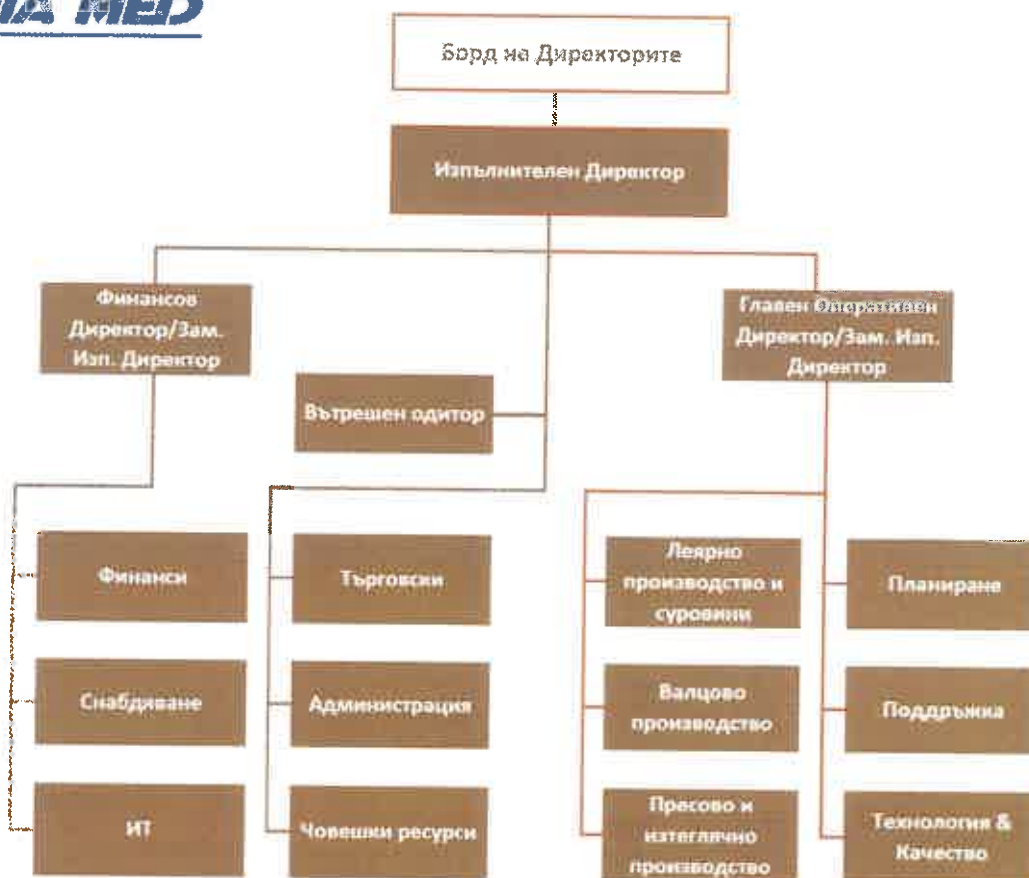 MED
Борд на Директорите
Изпълнителен Директор
Финансов
Директор/Зам.
Изп. Директор
Главен Оперативен
Директор/Зам. Изп.
Директор
Вътрешен одитор
Финанси
Търговски
Леярно
производство и
суровини
Планиране
Снабдяване
Администрация
Валцово
производство
Поддръжка
ИТ
Човешки ресурси
Пресово и
изтеглячно
производство
Технология &
Качество